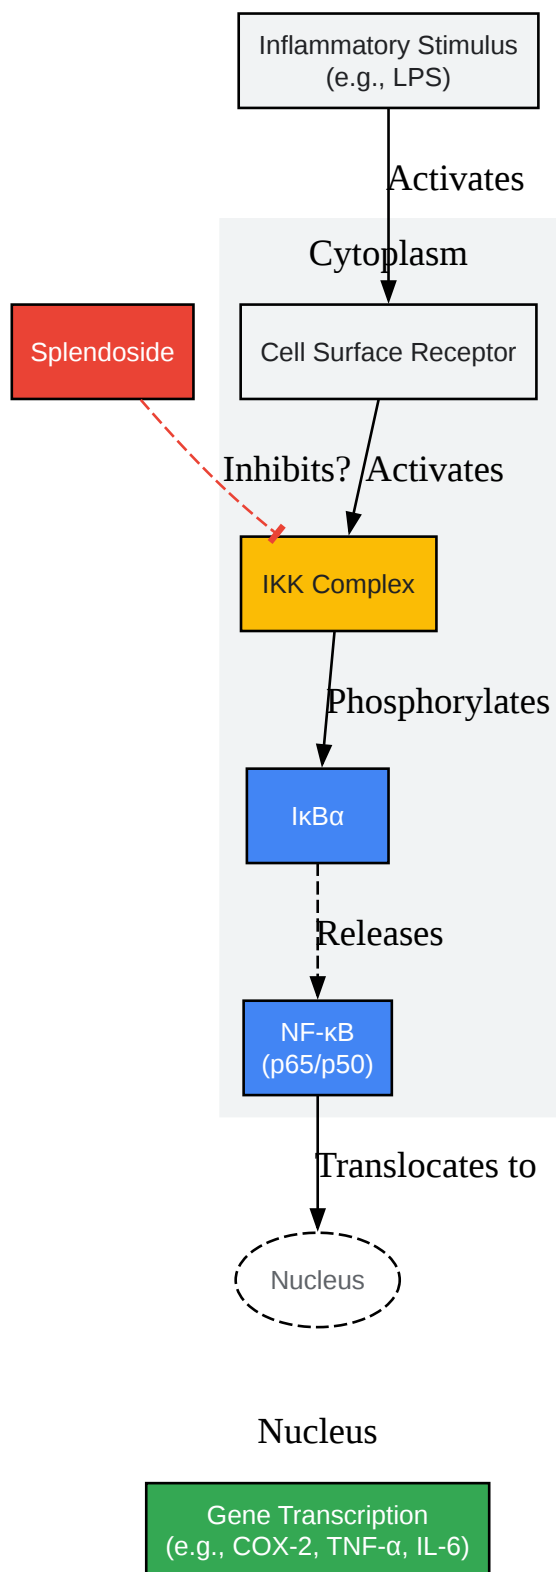 Inflammatory Stimulus
(e.g., LPS)
Activates
Cytoplasm
Splendoside
Cell Surface Receptor
Inhibits?
Activates
IKK Complex
Phosphorylates
IκBα
Releases
NF-κB
(p65/p50)
Translocates to
Nucleus
Nucleus
Gene Transcription
(e.g., COX-2, TNF-α, IL-6)